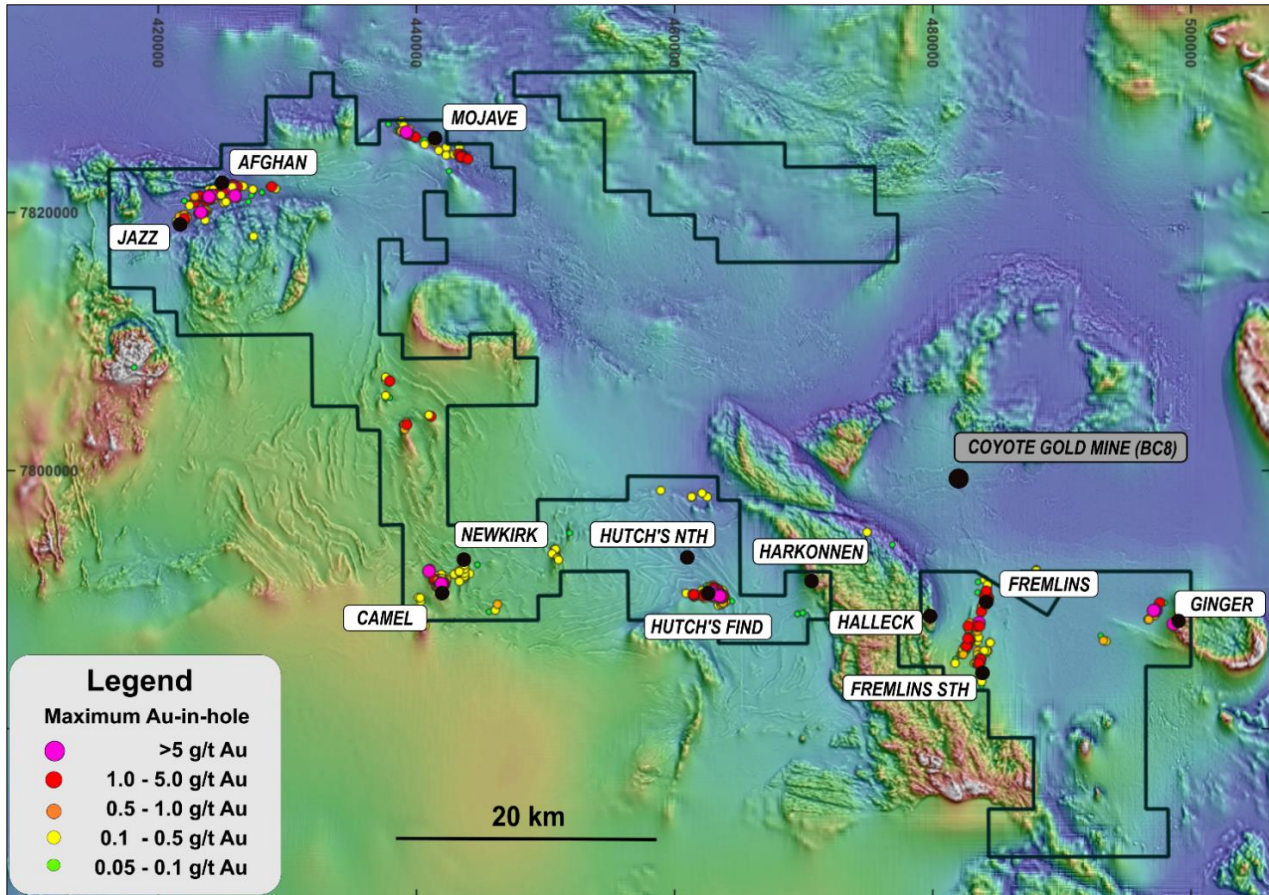 420000
440000
460000
480000
500000
MOJAVE
AFGHAN
7820000
JAZZ
7800000
COYOTE GOLD MINE (BC8)
NEWKIRK
HUTCH'S NTH
HARKONNEN
FREMLINS
GINGER
CAMEL
HUTCH'S FIND
HALLECK
FREMLINS STH
Legend
Maximum Au-in-hole
>5 g/t Au
1.0 - 5.0 g/t Au
0.5 - 1.0 g/t Au
0.1 - 0.5 g/t Au
0.05 - 0.1 g/t Au
20 km